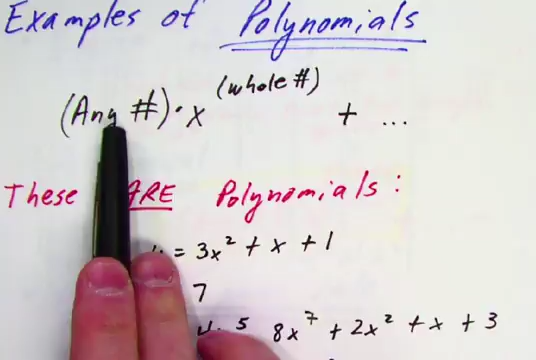 Examples of Polynomials
(Any #) · x^(whole #) + ...
These ARE Polynomials:
= 3x² + x + 1
7
5 8x⁷ + 2x² + x + 3